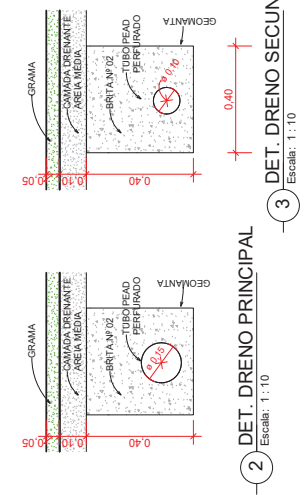 GRAMA
CAMADA DRENANTE
AREIA MÉDIA
BRITA Nº 02
TUBO PEAD
PERFURADO
GEOMANTA
0,05
0,10
0,40
ø 0,15
2
DET. DRENO PRINCIPAL
Escala: 1 : 10
GRAMA
CAMADA DRENANTE
AREIA MÉDIA
BRITA Nº 02
TUBO PEAD
PERFURADO
GEOMANTA
0,05
0,10
0,40
ø 0,10
0,40
3
DET. DRENO SECUN
Escala: 1 : 10